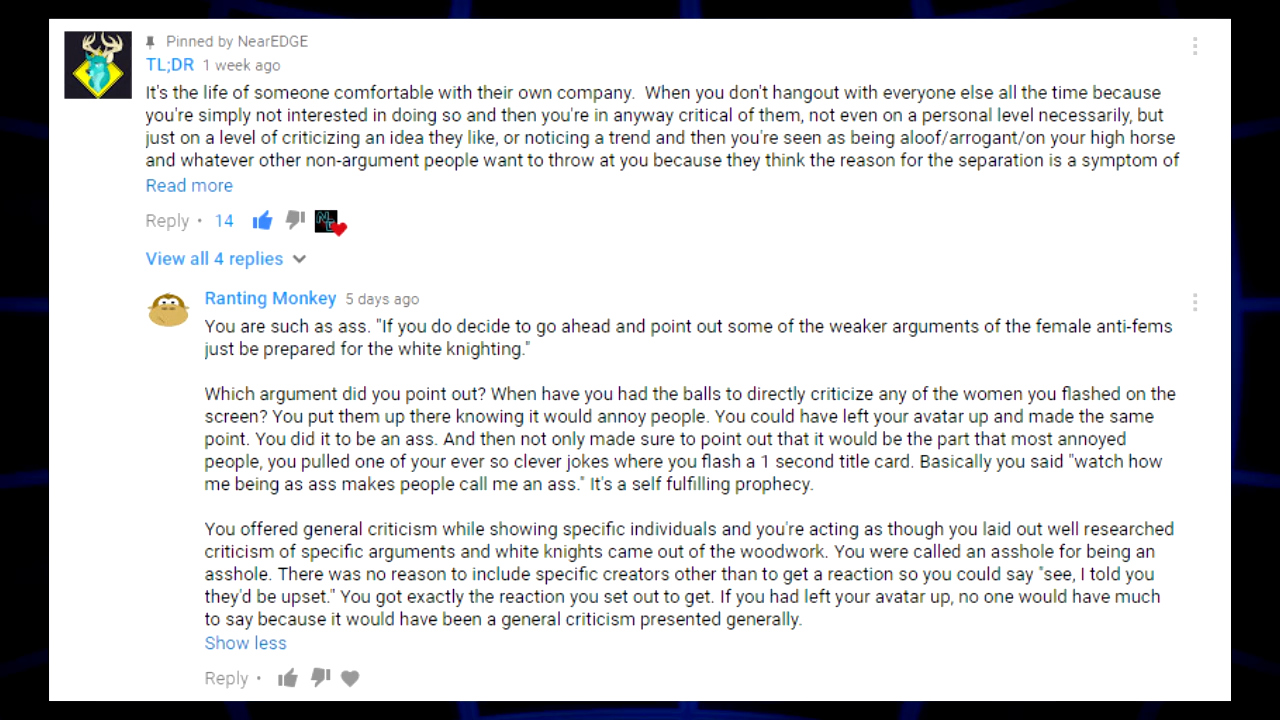 Pinned by NearEDGE
TL;DR 1 week ago
It's the life of someone comfortable with their own company. When you don't hangout with everyone else all the time because
you're simply not interested in doing so and then you're in anyway critical of them, not even on a personal level necessarily, but
just on a level of criticizing an idea they like, or noticing a trend and then you're seen as being aloof/arrogant/on your high horse
and whatever other non-argument people want to throw at you because they think the reason for the separation is a symptom of
Read more
Reply • 14
View all 4 replies
Ranting Monkey 5 days ago
You are such as ass. "If you do decide to go ahead and point out some of the weaker arguments of the female anti-fems
just be prepared for the white knighting."
Which argument did you point out? When have you had the balls to directly criticize any of the women you flashed on the
screen? You put them up there knowing it would annoy people. You could have left your avatar up and made the same
point. You did it to be an ass. And then not only made sure to point out that it would be the part that most annoyed
people, you pulled one of your ever so clever jokes where you flash a 1 second title card. Basically you said "watch how
me being as ass makes people call me an ass." It's a self fulfilling prophecy.
You offered general criticism while showing specific individuals and you're acting as though you laid out well researched
criticism of specific arguments and white knights came out of the woodwork. You were called an asshole for being an
asshole. There was no reason to include specific creators other than to get a reaction so you could say "see, I told you
they'd be upset." You got exactly the reaction you set out to get. If you had left your avatar up, no one would have much
to say because it would have been a general criticism presented generally.
Show less
Reply •